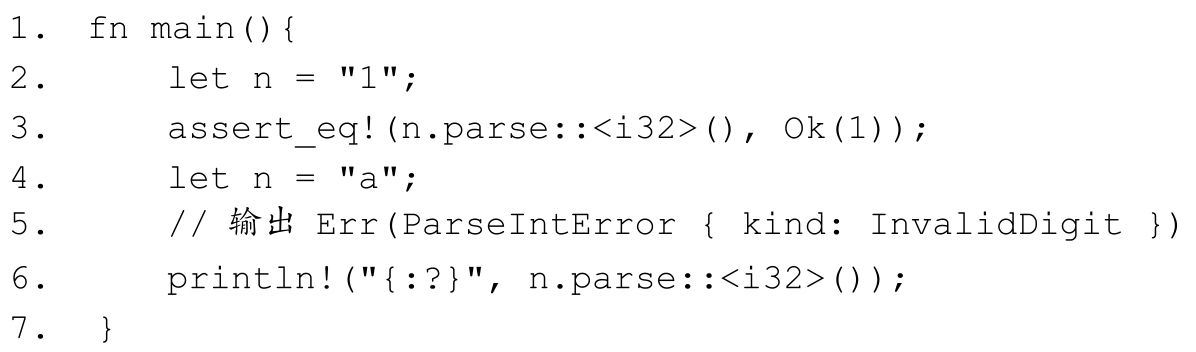 1. fn main(){
2.     let n = "1";
3.     assert_eq!(n.parse::<i32>(), Ok(1));
4.     let n = "a";
5.     // 输出 Err(ParseIntError { kind: InvalidDigit })
6.     println!("{:?}", n.parse::<i32>());
7. }